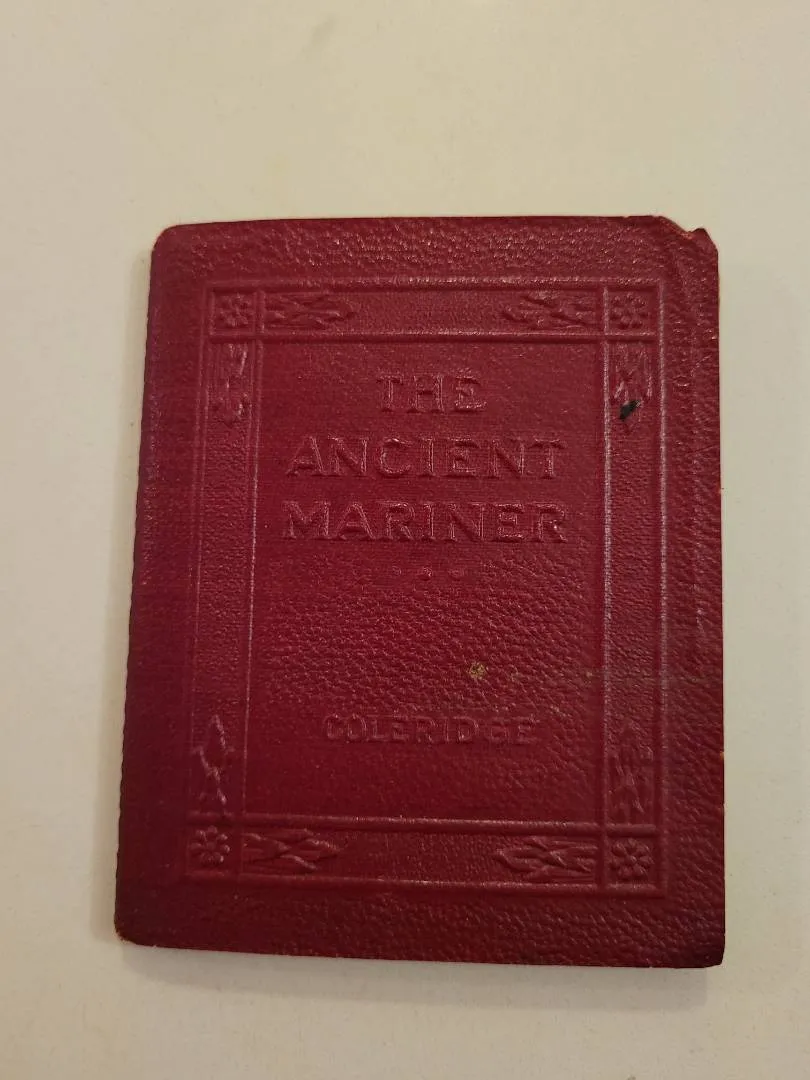 THE
ANCIENT
MARINER
COLERIDGE